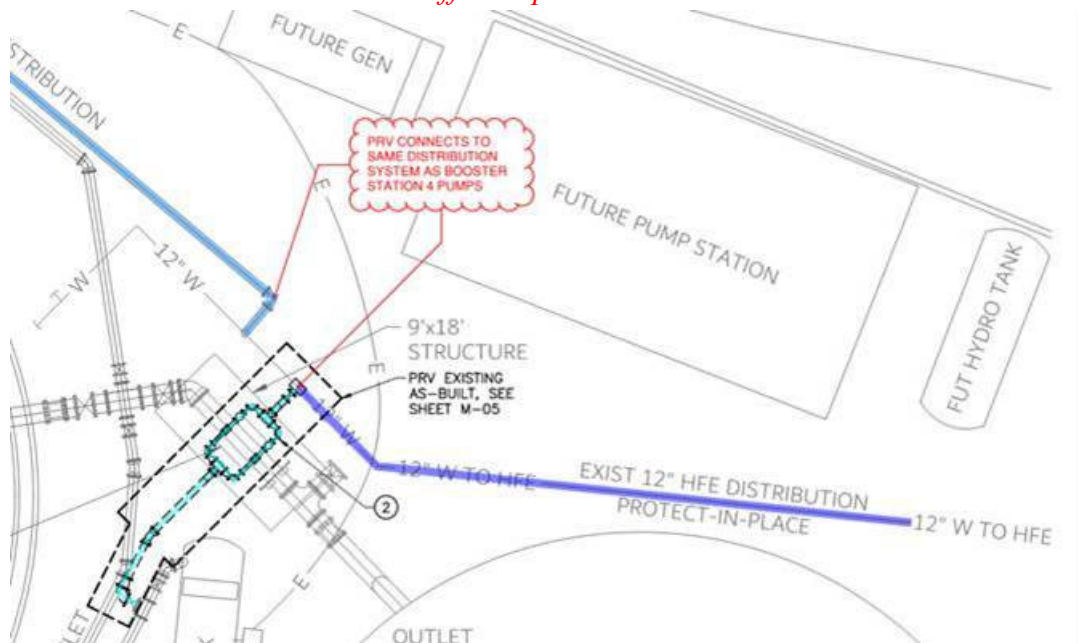 FUTURE GEN
E
DISTRIBUTION
PRV CONNECTS TO
SAME DISTRIBUTION
SYSTEM AS BOOSTER
STATION 4 PUMPS
E
E
FUTURE PUMP STATION
FUT HYDRO TANK
12" W
W
9'x18'
STRUCTURE
E
PRV EXISTING
AS-BUILT, SEE
SHEET M-05
12" W
12" W TO HFE
EXIST 12" HFE DISTRIBUTION
PROTECT-IN-PLACE
12" W TO HFE
2
E
OUTLET